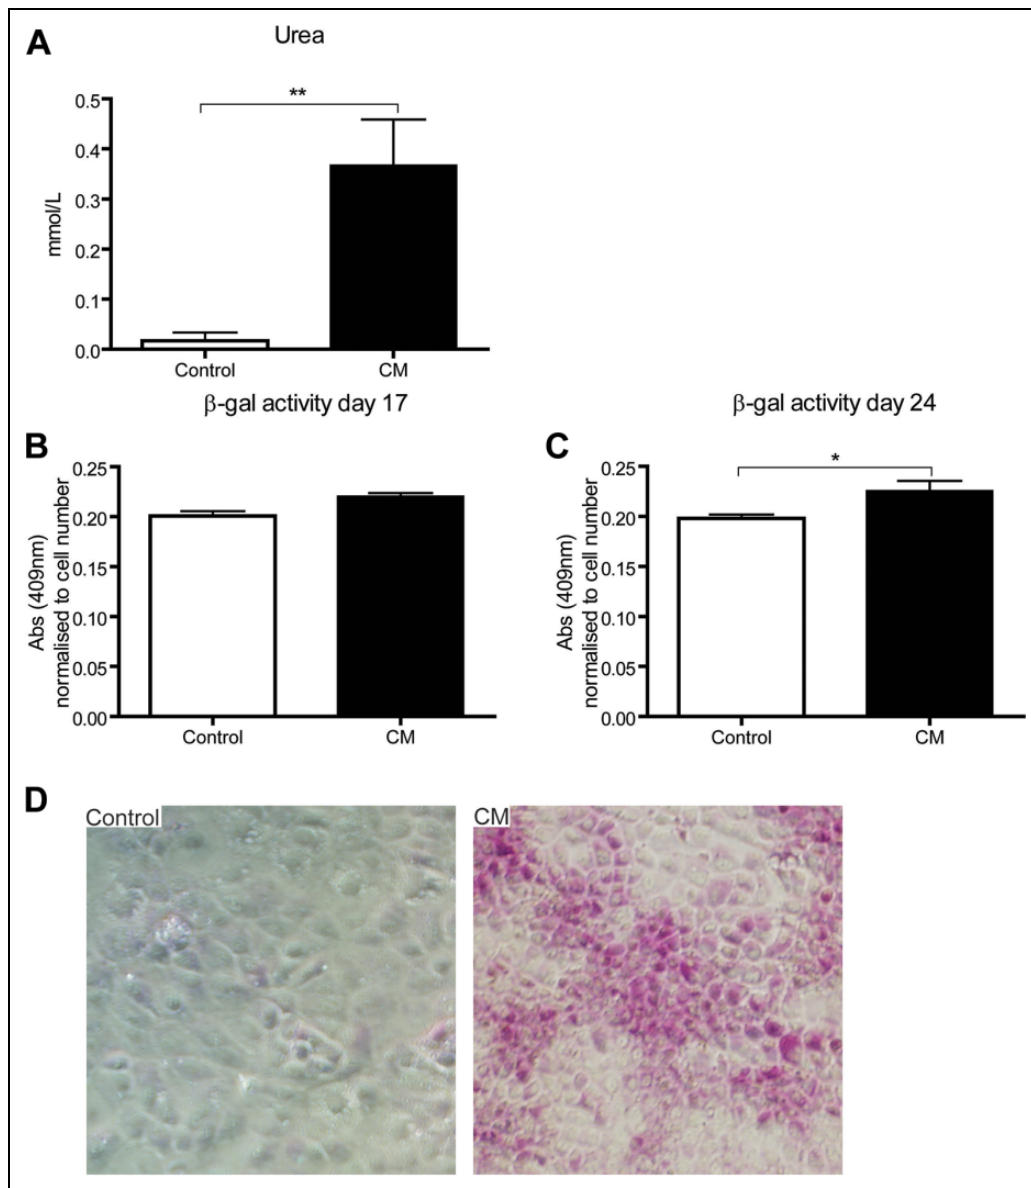 A
Urea
**
0.5
0.4
0.3
0.2
0.1
0.0
mmol/L
Control
CM
β-gal activity day 17
B
0.25
0.20
0.15
0.10
0.05
0.00
Abs (409nm)
normalised to cell number
Control
CM
β-gal activity day 24
C
*
0.25
0.20
0.15
0.10
0.05
0.00
Abs (409nm)
normalised to cell number
Control
CM
D
Control
CM